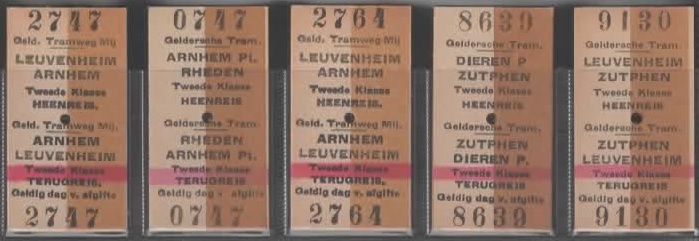 2747
Geld. Tramweg Mij
LEUVENHEIM
ARNHEM
Tweede Klasse
HEENREIS.
Geld. Tramweg Mij.
ARNHEM
LEUVENHEIM
Tweede Klasse
TERUGREIS.
Geldig dag v. afgifte
2747
0747
Geldersche Tram.
ARNHEM Pl.
RHEDEN
Tweede Klasse
HEENREIS
Geldersche Tram.
RHEDEN
ARNHEM Pl.
Tweede Klasse
TERUGREIS
Geldig dag v. afgifte
0747
2764
Geld. Tramweg Mij
LEUVENHEIM
ARNHEM
Tweede Klasse
HEENREIS.
Geld. Tramweg Mij.
ARNHEM
LEUVENHEIM
Tweede Klasse
TERUGREIS.
Geldig dag v. afgifte
2764
8639
Geldersche Tram.
DIEREN P.
ZUTPHEN
Tweede Klasse
HEENREIS
Geldersche Tram.
ZUTPHEN
DIEREN P.
Tweede Klasse
TERUGREIS
Geldig dag v. afgifte
8639
9130
Geldersche Tram.
LEUVENHEIM
ZUTPHEN
Tweede Klasse
HEENREIS
Geldersche Tram.
ZUTPHEN
LEUVENHEIM
Tweede Klasse
TERUGREIS
Geldig dag v. afgifte
9130